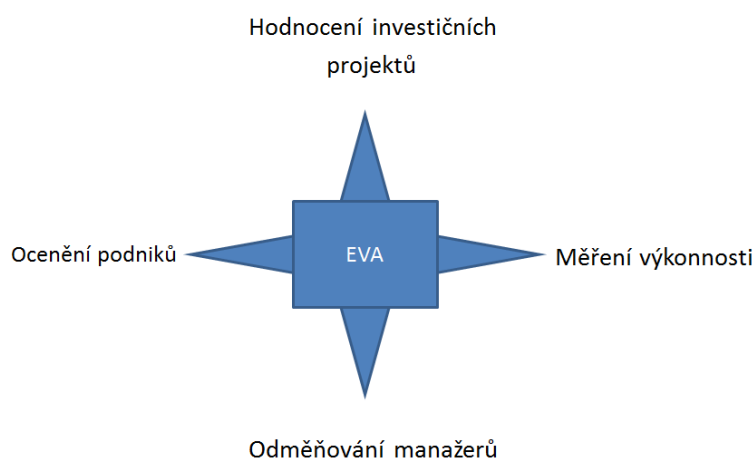 Hodnocení investičních
projektů
Ocenění podniků
EVA
Měření výkonnosti
Odměňování manažerů